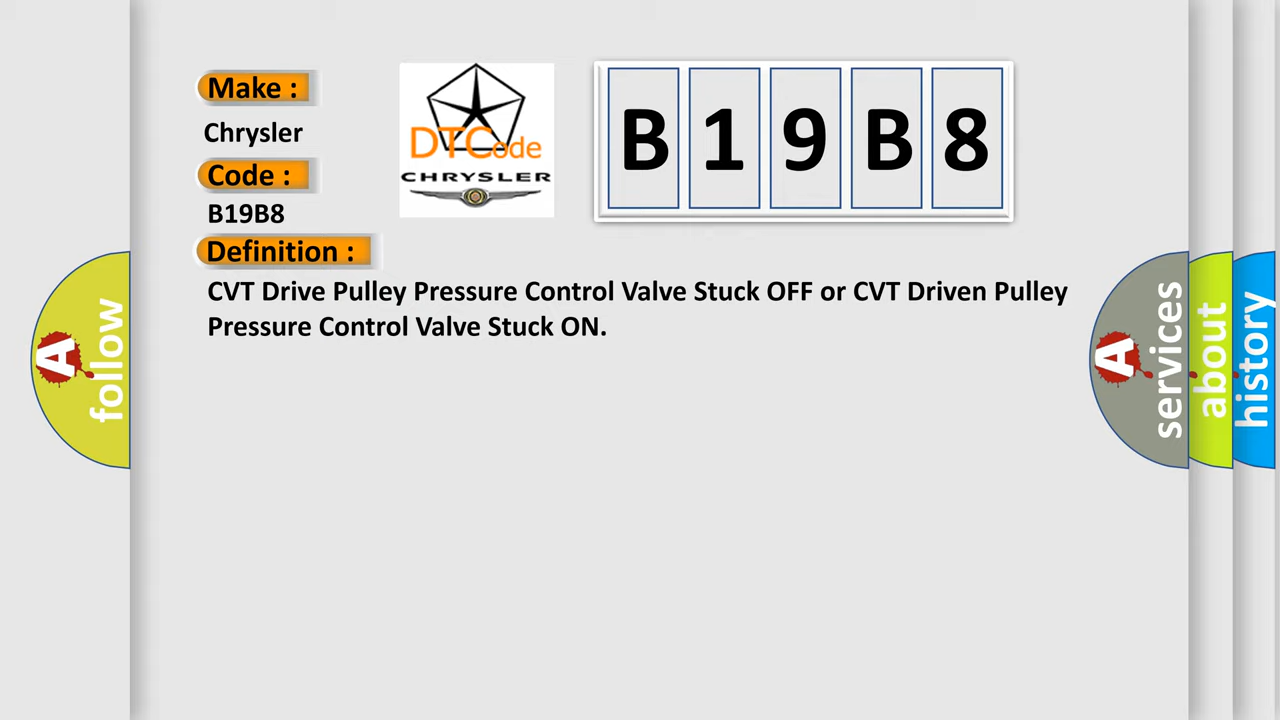 Make :
Chrysler
Code :
B19B8
Definition :
CVT Drive Pulley Pressure Control Valve Stuck OFF or CVT Driven Pulley
Pressure Control Valve Stuck ON.
DTCode
CHRYSLER
B 1 9 B 8
A follow
A services
about
history